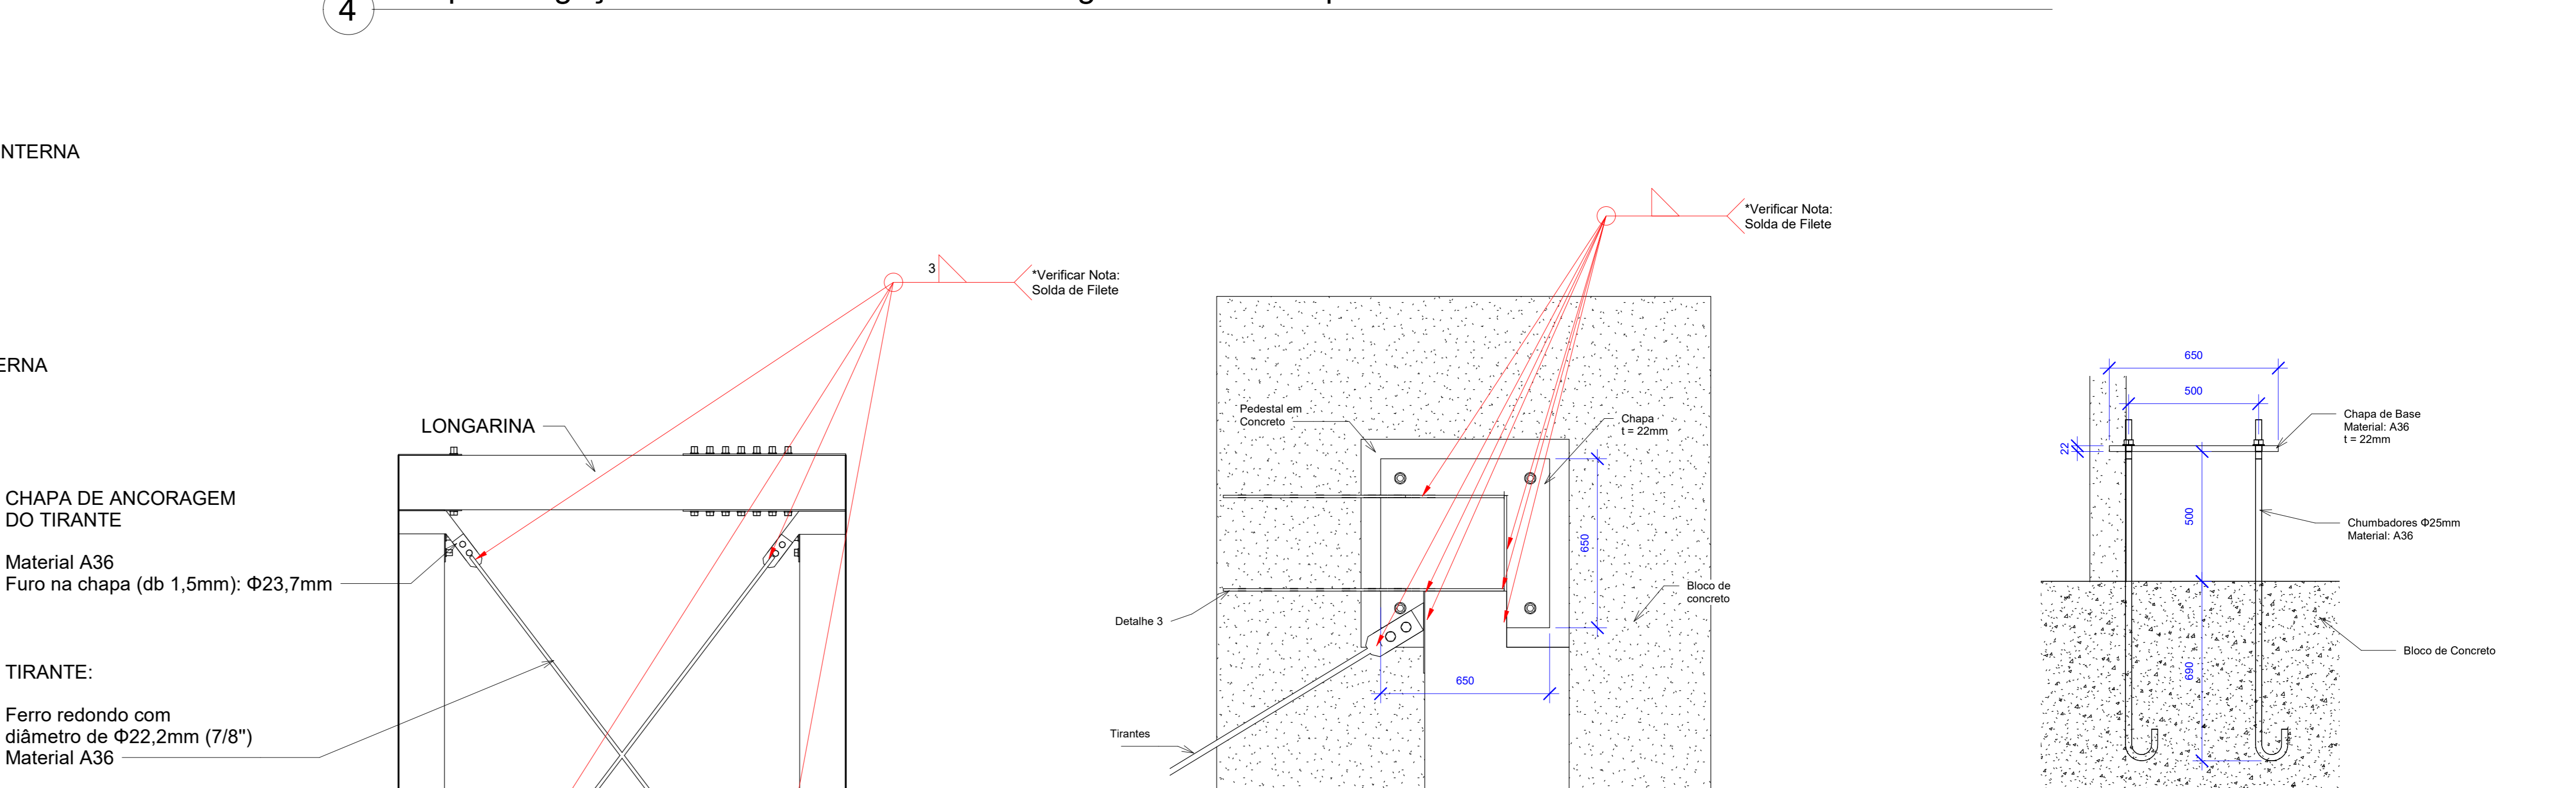 4
NTERNA
ERNA
CHAPA DE ANCORAGEM
DO TIRANTE
Material A36
Furo na chapa (db 1,5mm): Φ23,7mm
TIRANTE:
Ferro redondo com
diâmetro de Φ22,2mm (7/8")
Material A36
LONGARINA
3
*Verificar Nota:
Solda de Filete
*Verificar Nota:
Solda de Filete
Pedestal em
Concreto
Chapa
t = 22mm
650
Bloco de
concreto
Detalhe 3
650
Tirantes
650
500
22
Chapa de Base
Material: A36
t = 22mm
500
Chumbadores Φ25mm
Material: A36
690
Bloco de Concreto